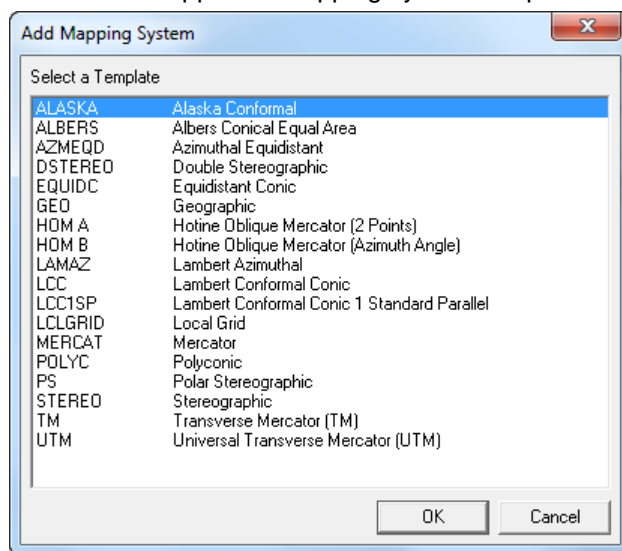 Add Mapping System
Select a Template
ALASKA Alaska Conformal
ALBERS Albers Conical Equal Area
AZMEQD Azimuthal Equidistant
DSTEREO Double Stereographic
EQUIDC Equidistant Conic
GEO Geographic
HOM A Hotine Oblique Mercator (2 Points)
HOM B Hotine Oblique Mercator (Azimuth Angle)
LAMAZ Lambert Azimuthal
LCC Lambert Conformal Conic
LCC1SP Lambert Conformal Conic 1 Standard Parallel
LCLGRID Local Grid
MERCAT Mercator
POLYC Polyconic
PS Polar Stereographic
STEREO Stereographic
TM Transverse Mercator (TM)
UTM Universal Transverse Mercator (UTM)
OK Cancel